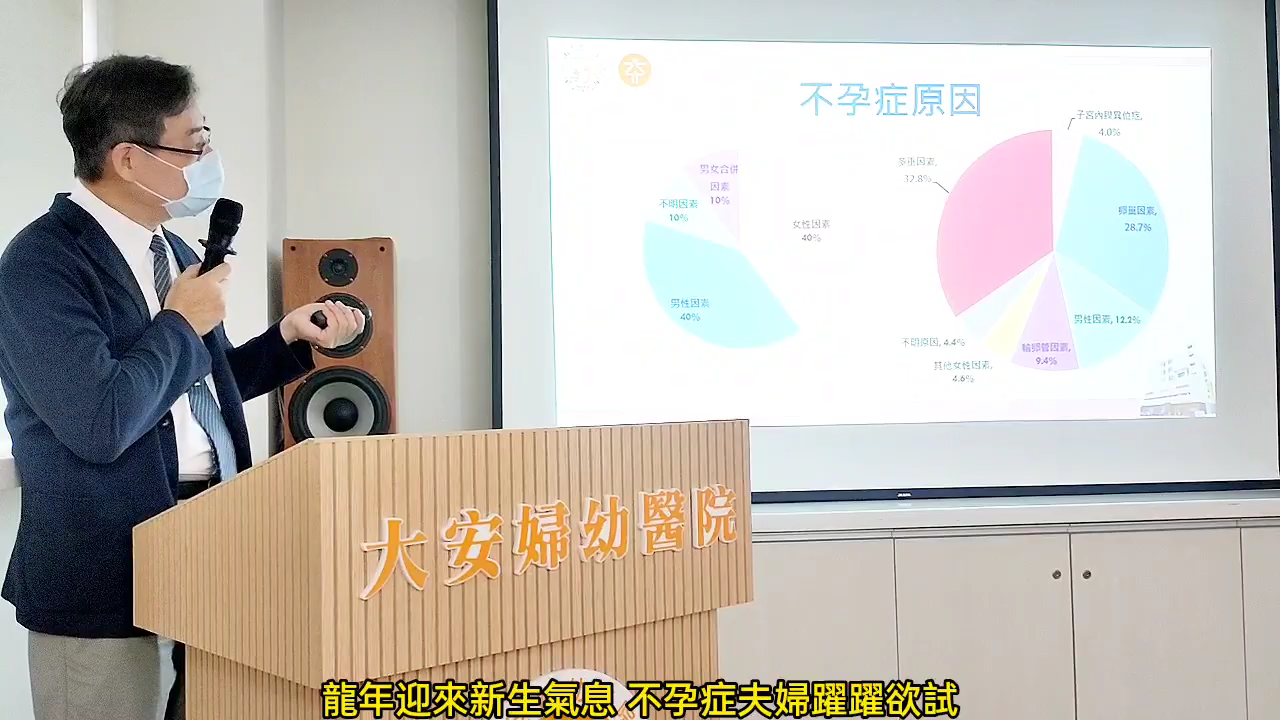 不孕症原因
男女合併
因素
10%
不明因素
10%
女性因素
40%
男性因素
40%
子宮內膜異位症,
4.0%
多重因素,
32.8%
卵巢因素,
28.7%
男性因素, 12.2%
輸卵管因素,
9.4%
不明原因, 4.4%
其他女性因素,
4.6%
大安婦幼醫院
龍年迎來新生氣息 不孕症夫婦躍躍欲試